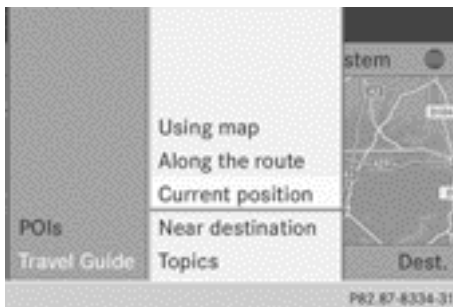 stem
Using map
Along the route
Current position
POIs
Near destination
Travel Guide
Topics
Dest.
P82.87-8334-31